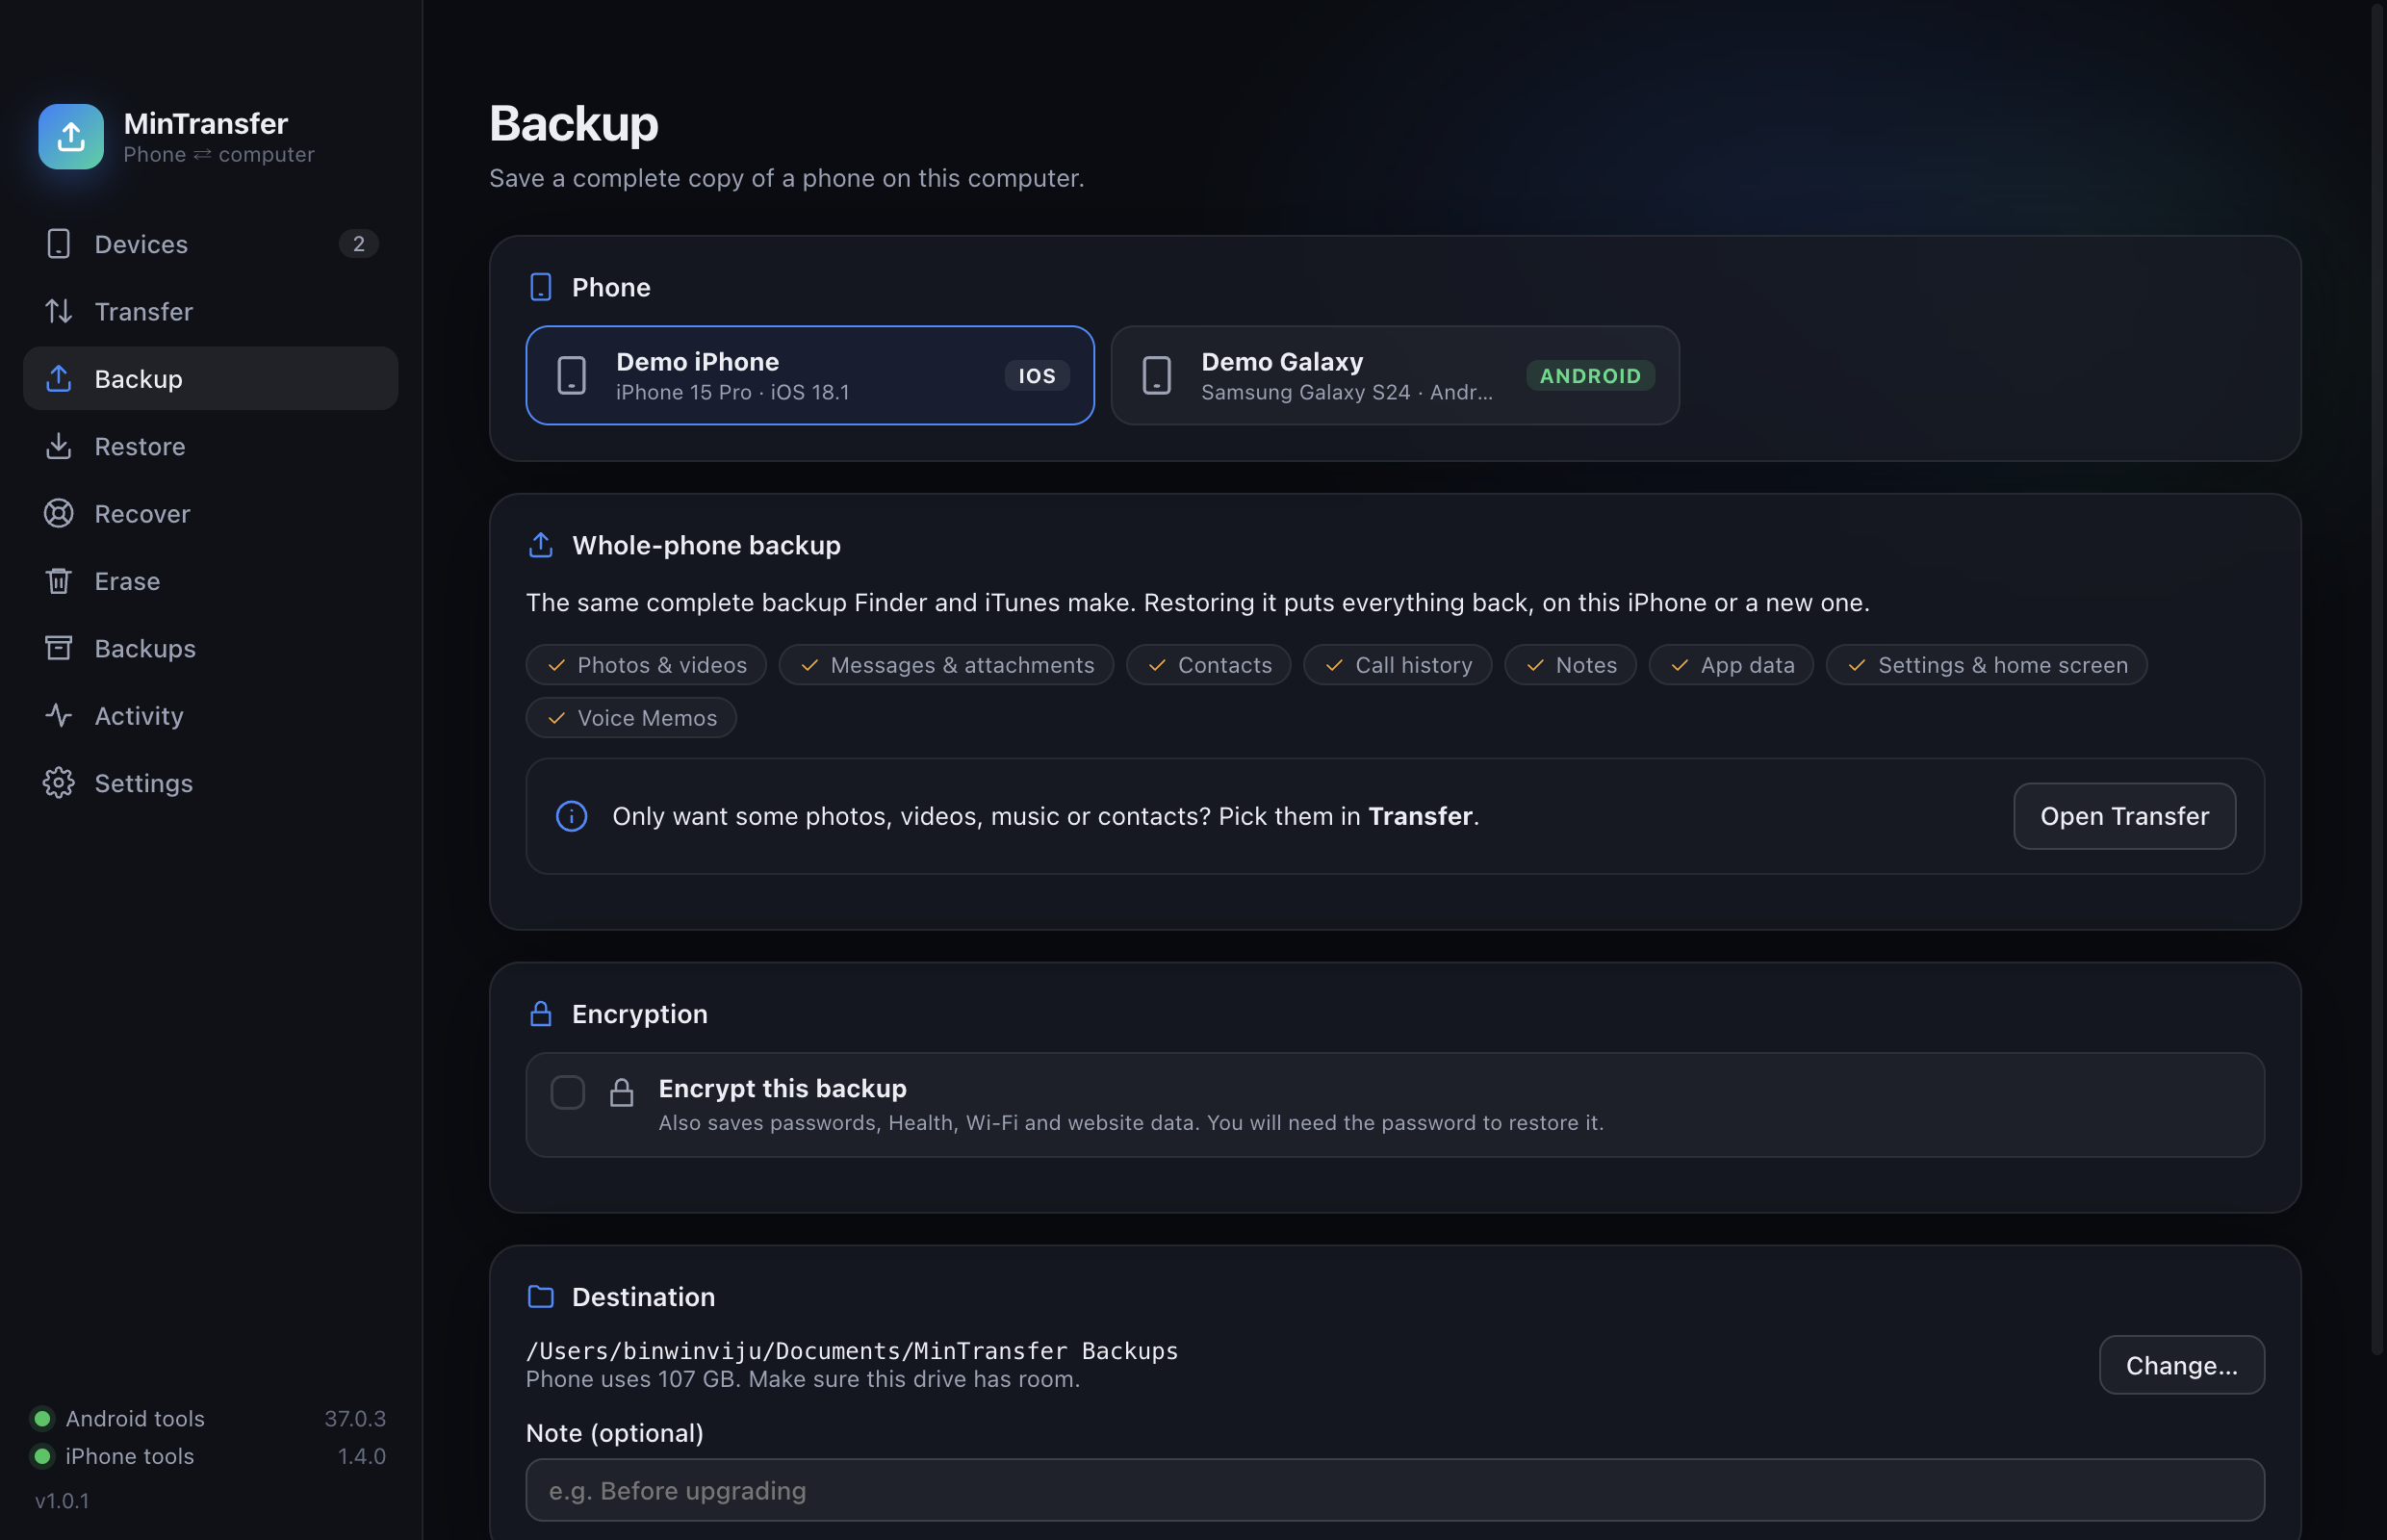 MinTransfer
Phone ⇄ computer
Devices 2
Transfer
Backup
Restore
Recover
Erase
Backups
Activity
Settings
Android tools 37.0.3
iPhone tools 1.4.0
v1.0.1
Backup
Save a complete copy of a phone on this computer.
Phone
Demo iPhone
iPhone 15 Pro · iOS 18.1
IOS
Demo Galaxy
Samsung Galaxy S24 · Andr...
ANDROID
Whole-phone backup
The same complete backup Finder and iTunes make. Restoring it puts everything back, on this iPhone or a new one.
Photos & videos
Messages & attachments
Contacts
Call history
Notes
App data
Settings & home screen
Voice Memos
Only want some photos, videos, music or contacts? Pick them in Transfer.
Open Transfer
Encryption
Encrypt this backup
Also saves passwords, Health, Wi-Fi and website data. You will need the password to restore it.
Destination
/Users/binwinviju/Documents/MinTransfer Backups
Phone uses 107 GB. Make sure this drive has room.
Change...
Note (optional)
e.g. Before upgrading